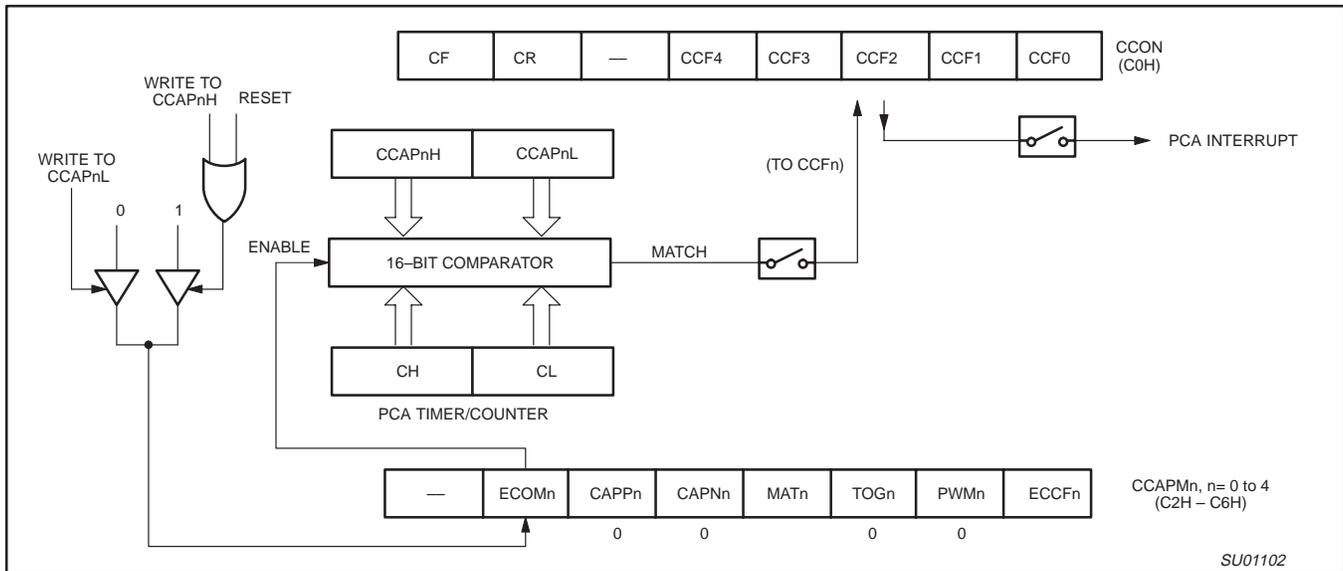 CF CR — CCF4 CCF3 CCF2 CCF1 CCF0
CCON
(C0H)
WRITE TO
CCAPnH
RESET
WRITE TO
CCAPnL
0 1
CCAPnH CCAPnL
(TO CCFn)
PCA INTERRUPT
ENABLE
16–BIT COMPARATOR
MATCH
CH CL
PCA TIMER/COUNTER
— ECOMn CAPPn CAPNn MATn TOGn PWMn ECCFn
CCAPMn, n= 0 to 4
(C2H – C6H)
0 0 0 0
SU01102